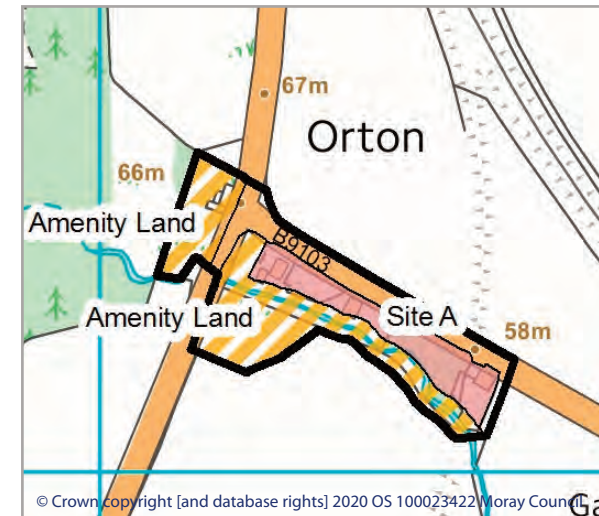 67m
Orton
66m
Amenity Land
B9103
Amenity Land
Site A
58m
© Crown copyright [and database rights] 2020 OS 100023422 Moray Council
Ga